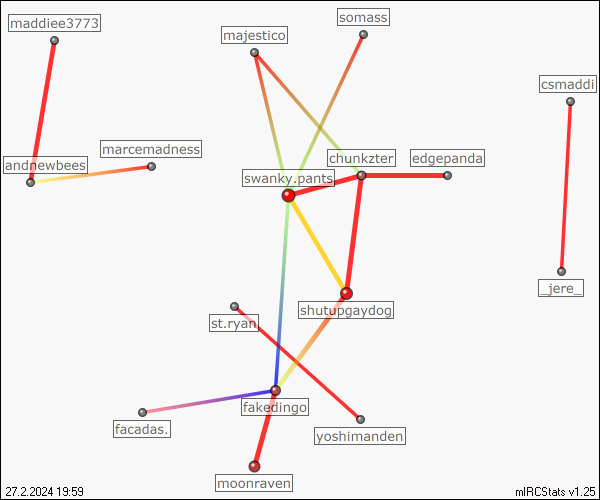 maddiee3773
somass
majestico
csmaddi
marcemadness
andnewbees
chunkzter
edgepanda
swanky.pants
_jere_
shutupgaydog
st.ryan
fakedingo
facadas.
yoshimanden
moonraven
27.2.2024 19:59
mIRCStats v1.25